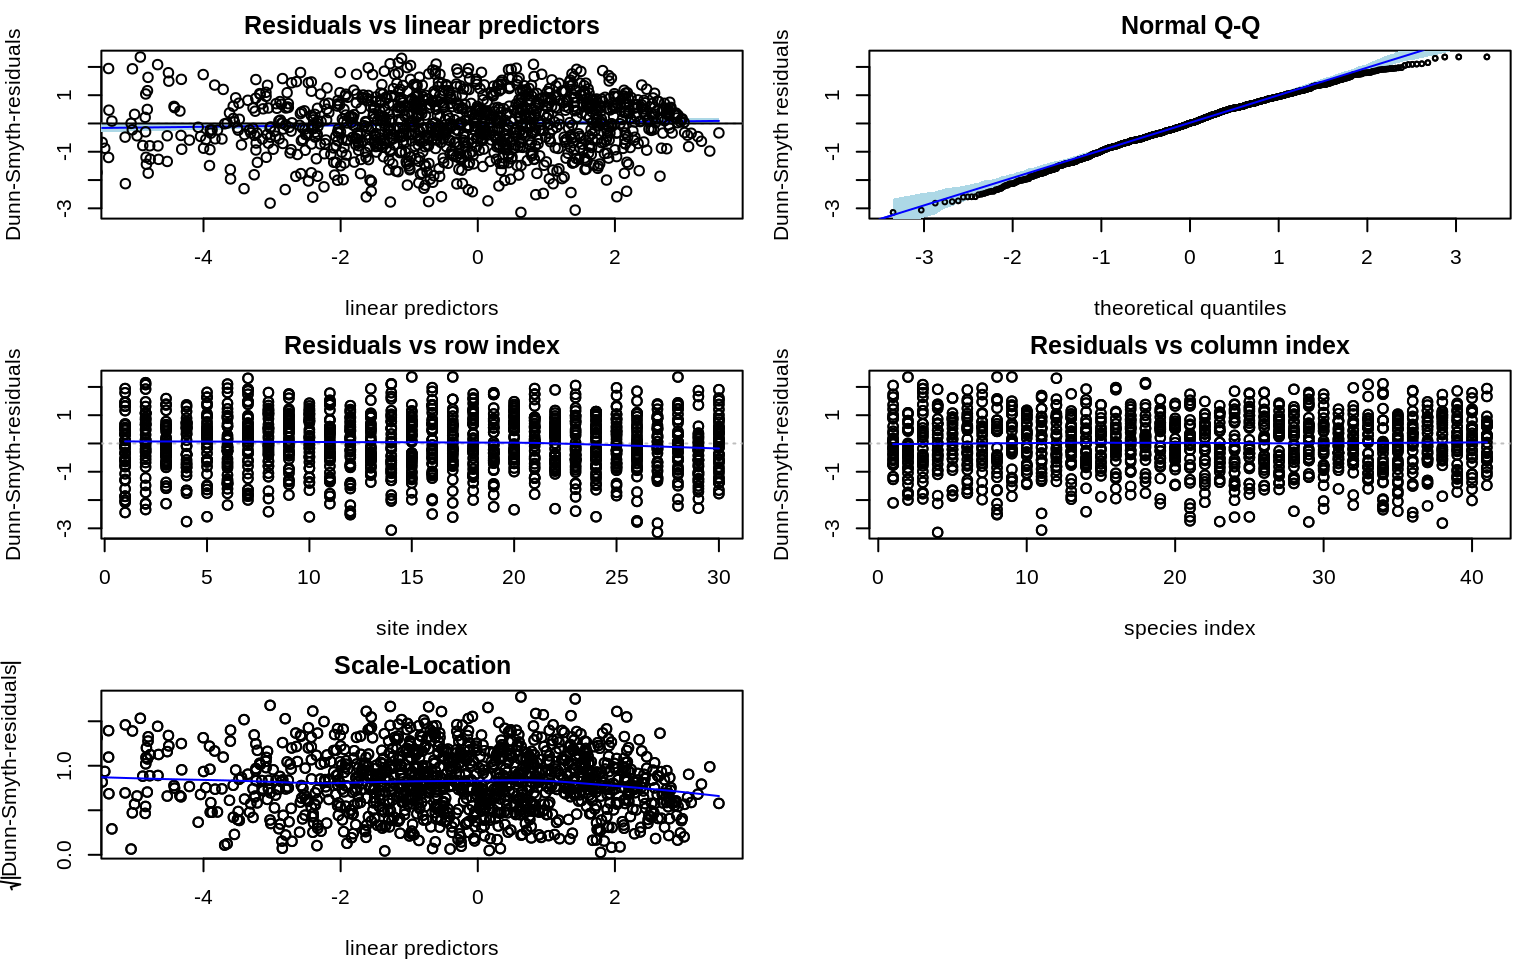 Residuals vs linear predictors
Dunn-Smyth-residuals
1
-1
-3
-4
-2
0
2
linear predictors
Normal Q-Q
Dunn-Smyth residuals
1
-1
-3
-3
-2
-1
0
1
2
3
theoretical quantiles
Residuals vs row index
Dunn-Smyth-residuals
1
-1
-3
0
5
10
15
20
25
30
site index
Residuals vs column index
Dunn-Smyth-residuals
1
-1
-3
0
10
20
30
40
species index
Scale-Location
√|Dunn-Smyth-residuals|
1.0
0.0
-4
-2
0
2
linear predictors